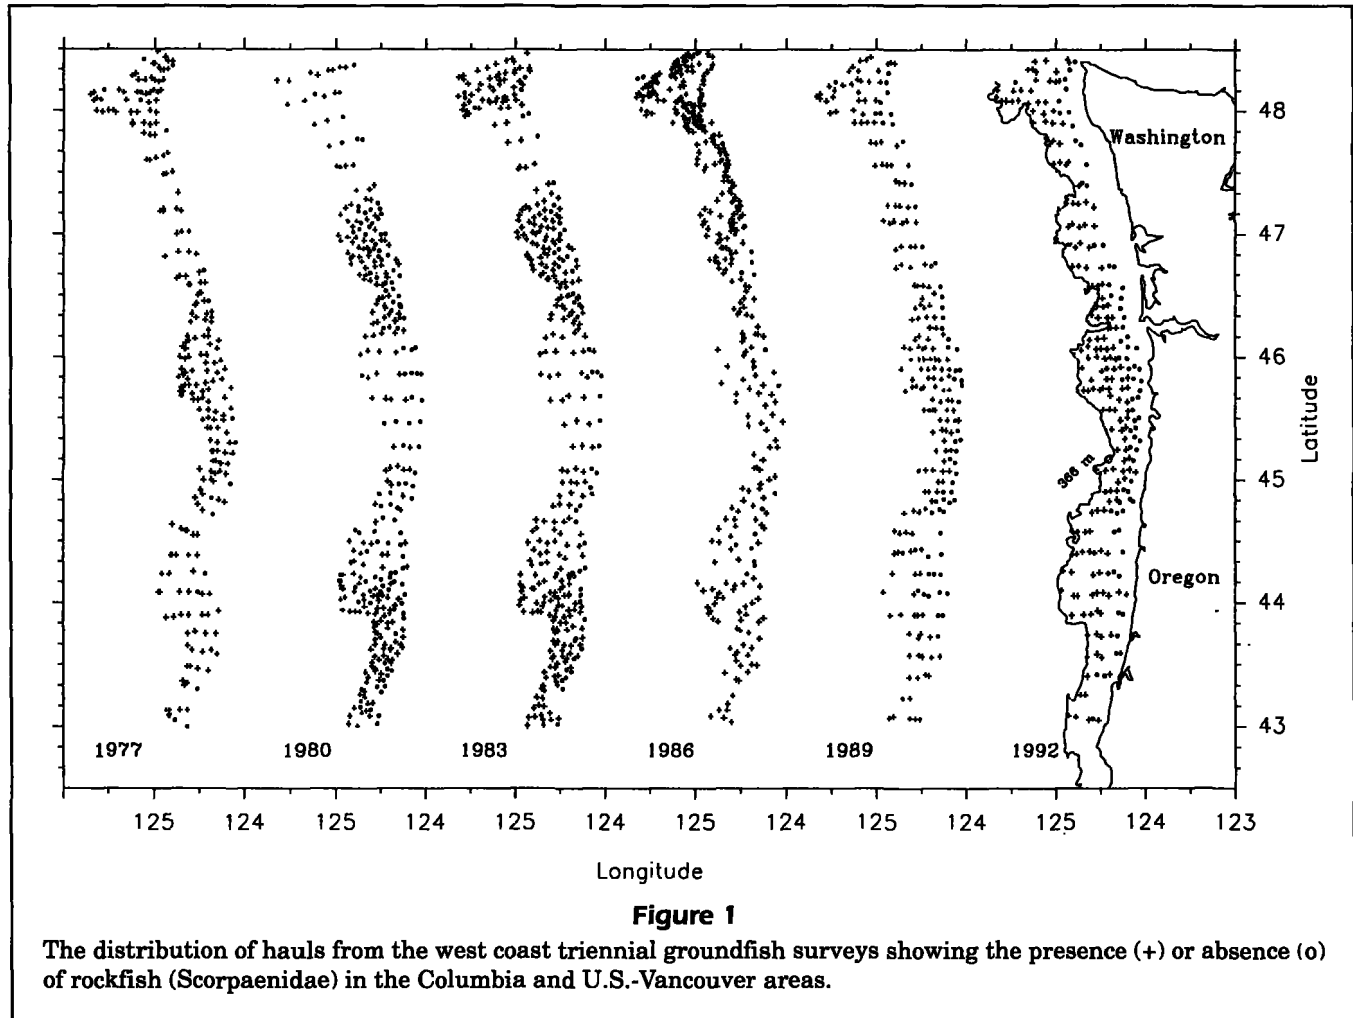 48
Washington
47
46
Latitude
366 m
45
Oregon
44
43
1977 1980 1983 1986 1989 1992
125 124 125 124 125 124 125 124 125 124 125 124 123
Longitude
Figure 1
The distribution of hauls from the west coast triennial groundfish surveys showing the presence (+) or absence (o)
of rockfish (Scorpaenidae) in the Columbia and U.S.-Vancouver areas.